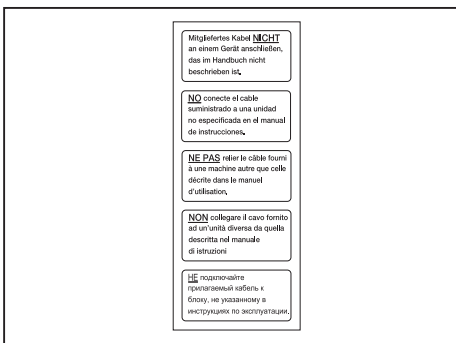 Mitgliefertes Kabel NICHT
an einem Gerät anschließen,
das im Handbuch nicht
beschrieben ist.
NO conecte el cable
suministrado a una unidad
no especificada en el manual
de instrucciones.
NE PAS relier le câble fourni
à une machine autre que celle
décrite dans le manuel
d'utilisation.
NON collegare il cavo fornito
ad un'unità diversa da quella
descritta nel manuale
di istruzioni
НЕ подключайте
прилагаемый кабель к
блоку, не указанному в
инструкциях по эксплуатации.